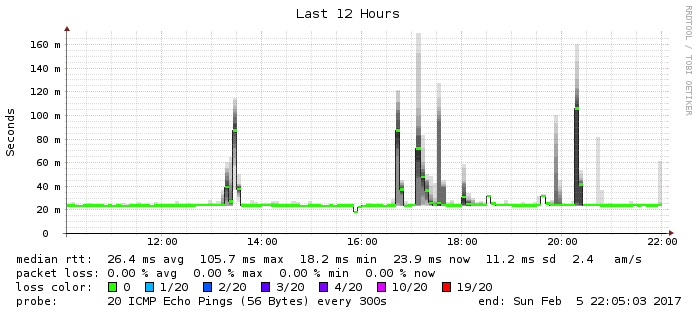 Last 12 Hours
RRDTOOL / TOBI OETIKER
Seconds
160 m
140 m
120 m
100 m
80 m
60 m
40 m
20 m
0
12:00 14:00 16:00 18:00 20:00 22:00
median rtt: 26.4 ms avg 105.7 ms max 18.2 ms min 23.9 ms now 11.2 ms sd 2.4 am/s
packet loss: 0.00 % avg 0.00 % max 0.00 % min 0.00 % now
loss color: 0 1/20 2/20 3/20 4/20 10/20 19/20
probe: 20 ICMP Echo Pings (56 Bytes) every 300s end: Sun Feb 5 22:05:03 2017